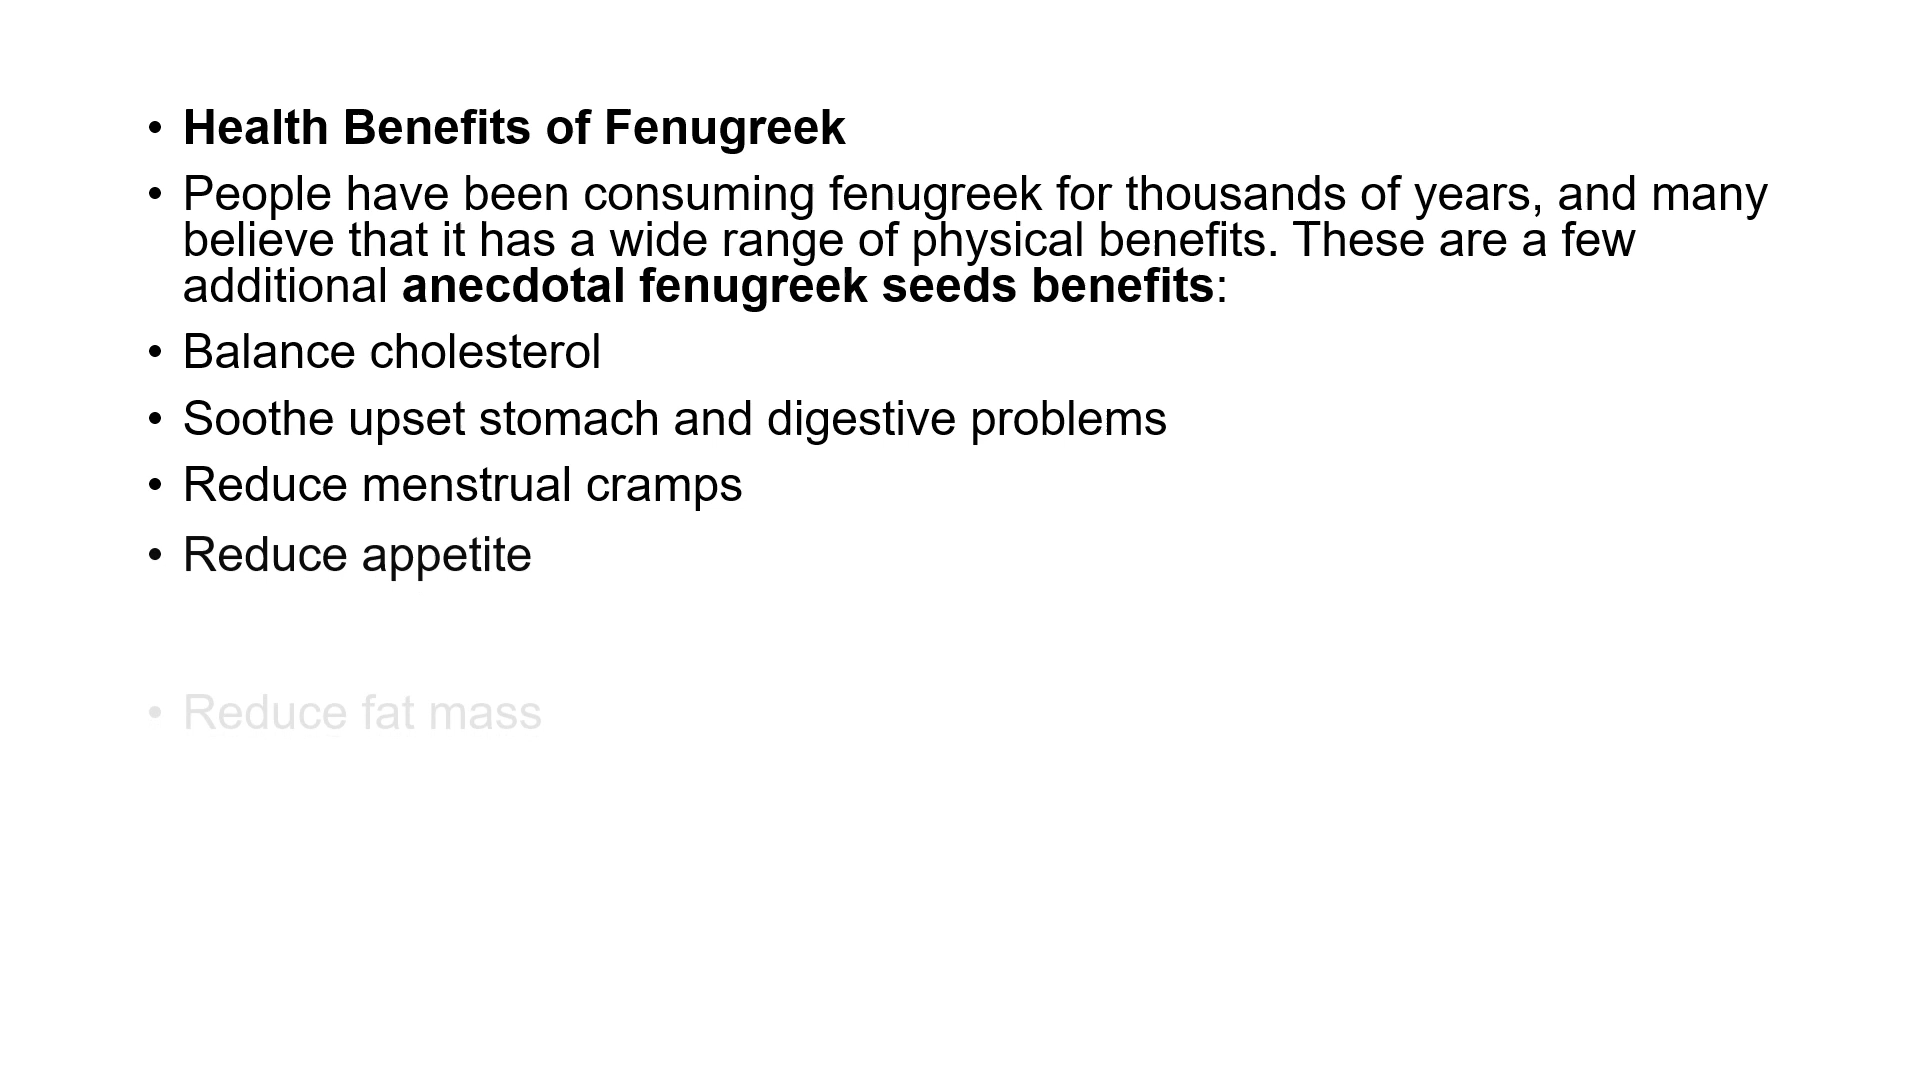 • Health Benefits of Fenugreek
• People have been consuming fenugreek for thousands of years, and many
believe that it has a wide range of physical benefits. These are a few
additional anecdotal fenugreek seeds benefits:
• Balance cholesterol
• Soothe upset stomach and digestive problems
• Reduce menstrual cramps
• Reduce appetite
• Reduce fat mass